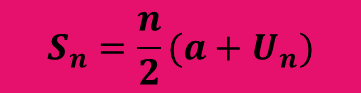 Sₙ = n/2 (a + Uₙ)